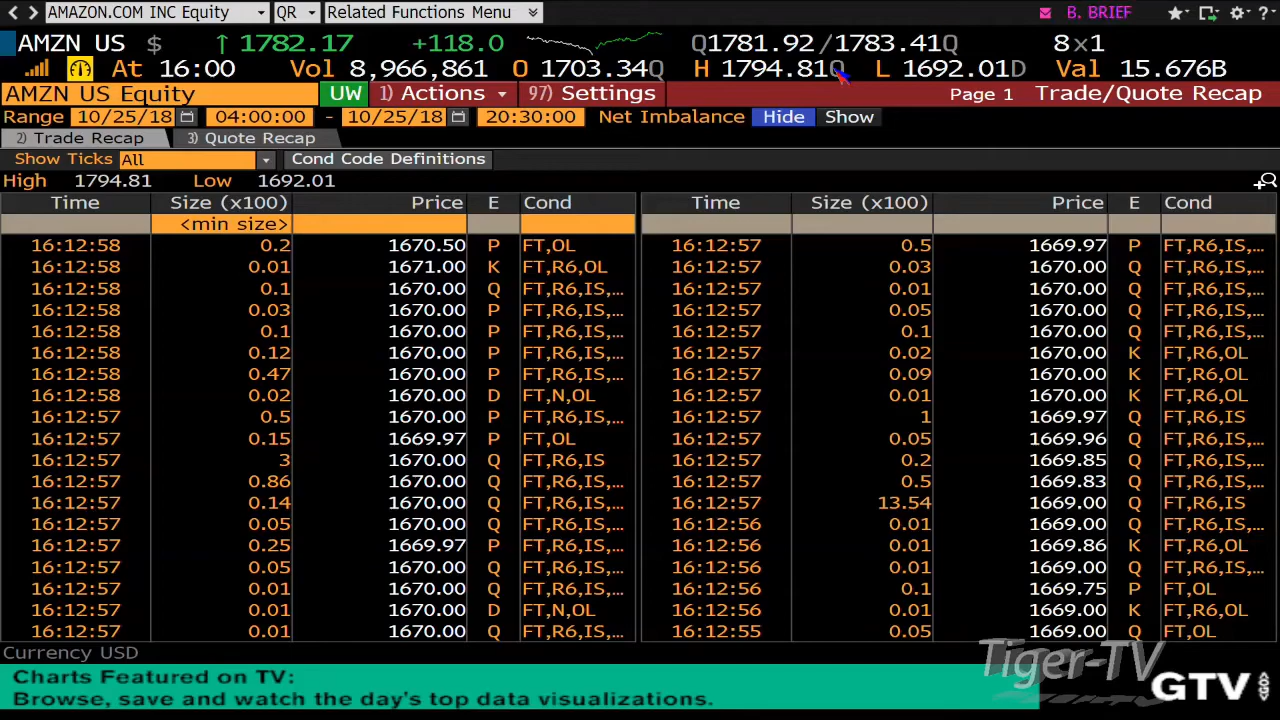 AMAZON.COM INC Equity QR Related Functions Menu B. BRIEF
AMZN US $ ↑ 1782.17 +118.0 Q1781.92/1783.41Q 8×1
At 16:00 Vol 8,966,861 O 1703.34Q H 1794.81Q L 1692.01D Val 15.676B
AMZN US Equity UW 1) Actions 97) Settings Page 1 Trade/Quote Recap
Range 10/25/18 04:00:00 - 10/25/18 20:30:00 Net Imbalance Hide Show
2) Trade Recap 3) Quote Recap
Show Ticks All Cond Code Definitions
High 1794.81 Low 1692.01
Time Size (x100) Price E Cond Time Size (x100) Price E Cond
<min size>
16:12:58 0.2 1670.50 P FT,OL 16:12:57 0.5 1669.97 P FT,R6,IS,...
16:12:58 0.01 1671.00 K FT,R6,OL 16:12:57 0.03 1670.00 Q FT,R6,IS,...
16:12:58 0.1 1670.00 Q FT,R6,IS,... 16:12:57 0.01 1670.00 Q FT,R6,IS,...
16:12:58 0.03 1670.00 P FT,R6,IS,... 16:12:57 0.05 1670.00 Q FT,R6,IS,...
16:12:58 0.1 1670.00 P FT,R6,IS,... 16:12:57 0.1 1670.00 Q FT,R6,IS,...
16:12:58 0.12 1670.00 P FT,R6,IS,... 16:12:57 0.02 1670.00 K FT,R6,OL
16:12:58 0.47 1670.00 P FT,R6,IS,... 16:12:57 0.09 1670.00 K FT,R6,OL
16:12:58 0.02 1670.00 D FT,N,OL 16:12:57 0.01 1670.00 K FT,R6,OL
16:12:57 0.5 1670.00 P FT,R6,IS,... 16:12:57 1 1669.97 Q FT,R6,IS
16:12:57 0.15 1669.97 P FT,OL 16:12:57 0.05 1669.96 Q FT,R6,IS,...
16:12:57 3 1670.00 Q FT,R6,IS 16:12:57 0.2 1669.85 Q FT,R6,IS,...
16:12:57 0.86 1670.00 Q FT,R6,IS,... 16:12:57 0.5 1669.83 Q FT,R6,IS,...
16:12:57 0.14 1670.00 Q FT,R6,IS,... 16:12:57 13.54 1669.00 Q FT,R6,IS
16:12:57 0.05 1670.00 Q FT,R6,IS,... 16:12:56 0.01 1669.00 Q FT,R6,IS,...
16:12:57 0.25 1669.97 P FT,R6,IS,... 16:12:56 0.01 1669.86 K FT,R6,OL
16:12:57 0.05 1670.00 Q FT,R6,IS,... 16:12:56 0.01 1669.00 Q FT,R6,IS,...
16:12:57 0.01 1670.00 Q FT,R6,IS,... 16:12:56 0.1 1669.75 P FT,OL
16:12:57 0.01 1670.00 D FT,N,OL 16:12:56 0.01 1669.00 K FT,R6,OL
16:12:57 0.01 1670.00 Q FT,R6,IS,... 16:12:55 0.05 1669.00 Q FT,OL
Currency USD
Tiger-TV
Charts Featured on TV:
Browse, save and watch the day's top data visualizations.
GTV